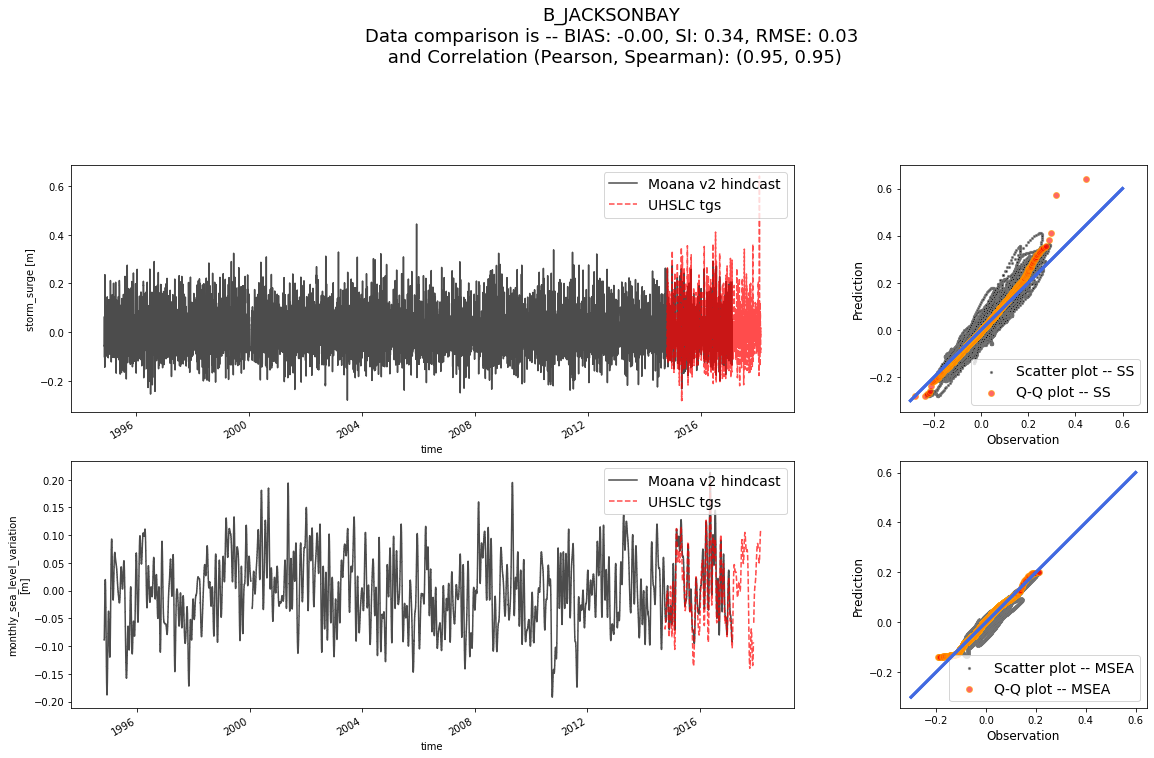 B_JACKSONBAY
Data comparison is -- BIAS: -0.00, SI: 0.34, RMSE: 0.03
and Correlation (Pearson, Spearman): (0.95, 0.95)
storm_surge [m]
0.6
0.4
0.2
0.0
−0.2
Moana v2 hindcast
UHSLC tgs
1996
2000
2004
2008
2012
2016
time
Prediction
0.6
0.4
0.2
0.0
−0.2
Scatter plot -- SS
Q-Q plot -- SS
−0.2 0.0 0.2 0.4 0.6
Observation
monthly_sea_level_variation
[m]
0.20
0.15
0.10
0.05
0.00
−0.05
−0.10
−0.15
−0.20
Moana v2 hindcast
UHSLC tgs
1996
2000
2004
2008
2012
2016
time
Prediction
0.6
0.4
0.2
0.0
−0.2
Scatter plot -- MSEA
Q-Q plot -- MSEA
−0.2 0.0 0.2 0.4 0.6
Observation